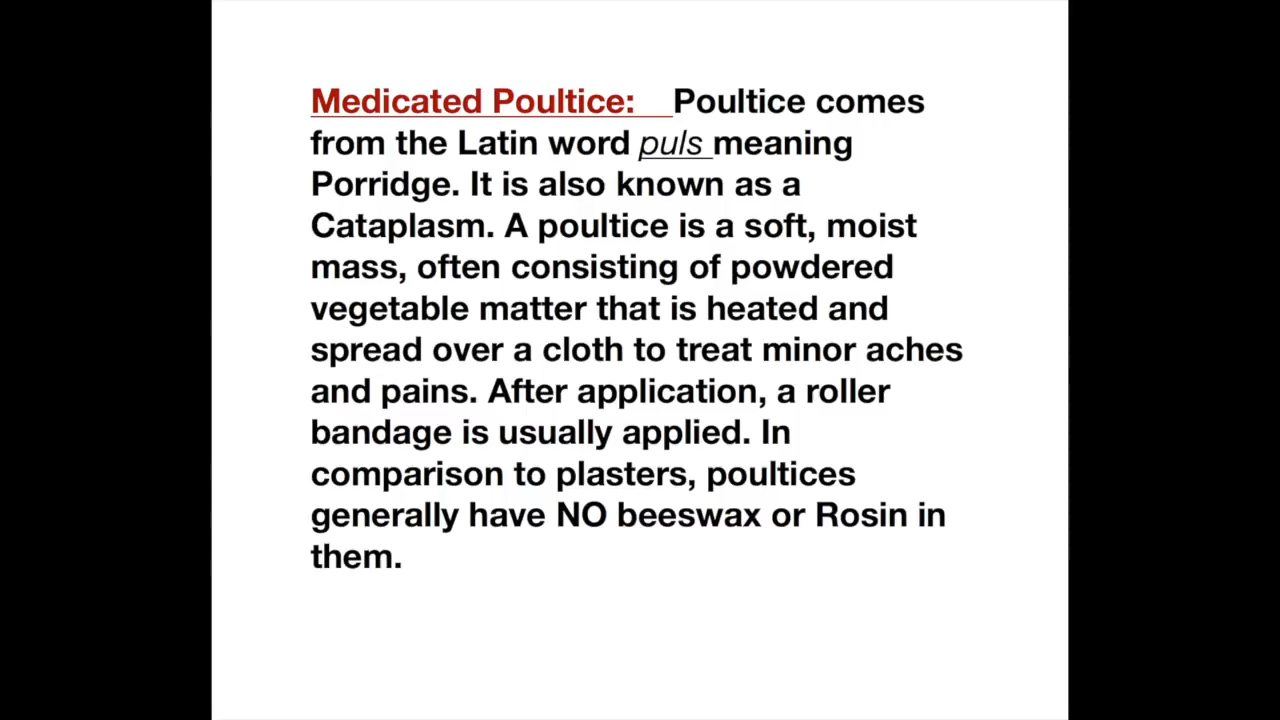 Medicated Poultice: Poultice comes
from the Latin word puls meaning
Porridge. It is also known as a
Cataplasm. A poultice is a soft, moist
mass, often consisting of powdered
vegetable matter that is heated and
spread over a cloth to treat minor aches
and pains. After application, a roller
bandage is usually applied. In
comparison to plasters, poultices
generally have NO beeswax or Rosin in
them.